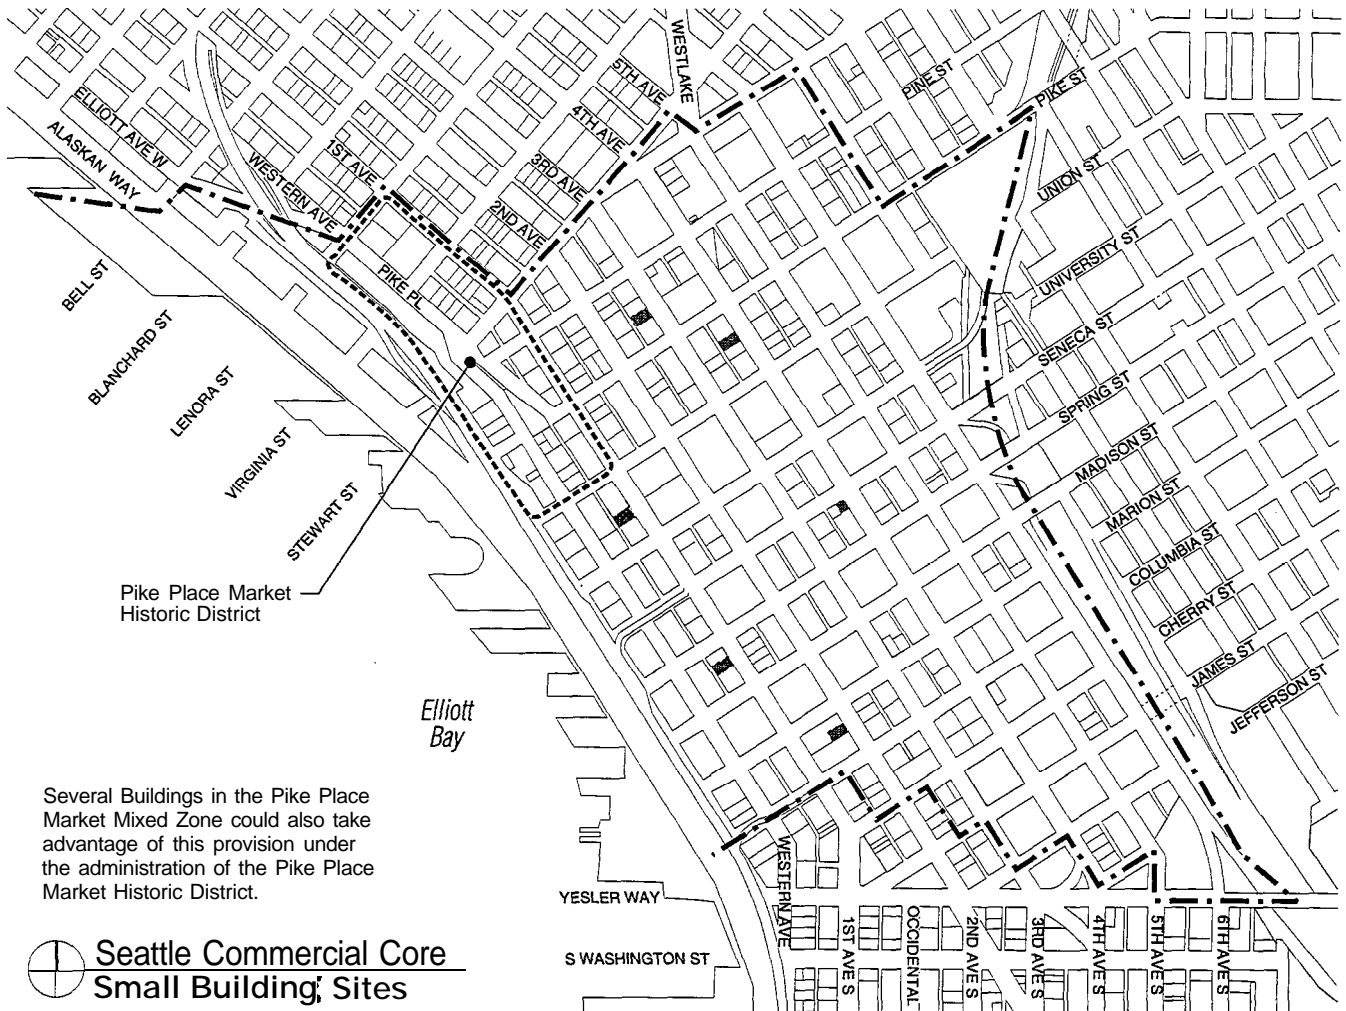 WESTLAKE
5TH AVE
4TH AVE
3RD AVE
2ND AVE
1ST AVE
WESTERN AVE
ELLIOTT AVE W
ALASKAN WAY
PINE ST
PIKE ST
UNION ST
UNIVERSITY ST
SENECA ST
SPRING ST
MADISON ST
MARION ST
COLUMBIA ST
CHERRY ST
JAMES ST
JEFFERSON ST
PIKE PL
BELL ST
BLANCHARD ST
LENORA ST
VIRGINIA ST
STEWART ST
Pike Place Market
Historic District
Elliott
Bay
Several Buildings in the Pike Place
Market Mixed Zone could also take
advantage of this provision under
the administration of the Pike Place
Market Historic District.
YESLER WAY
S WASHINGTON ST
WESTERN AVE
1ST AVE S
OCCIDENTAL
2ND AVE S
3RD AVE S
4TH AVE S
5TH AVE S
6TH AVE S
Seattle Commercial Core
Small Building Sites